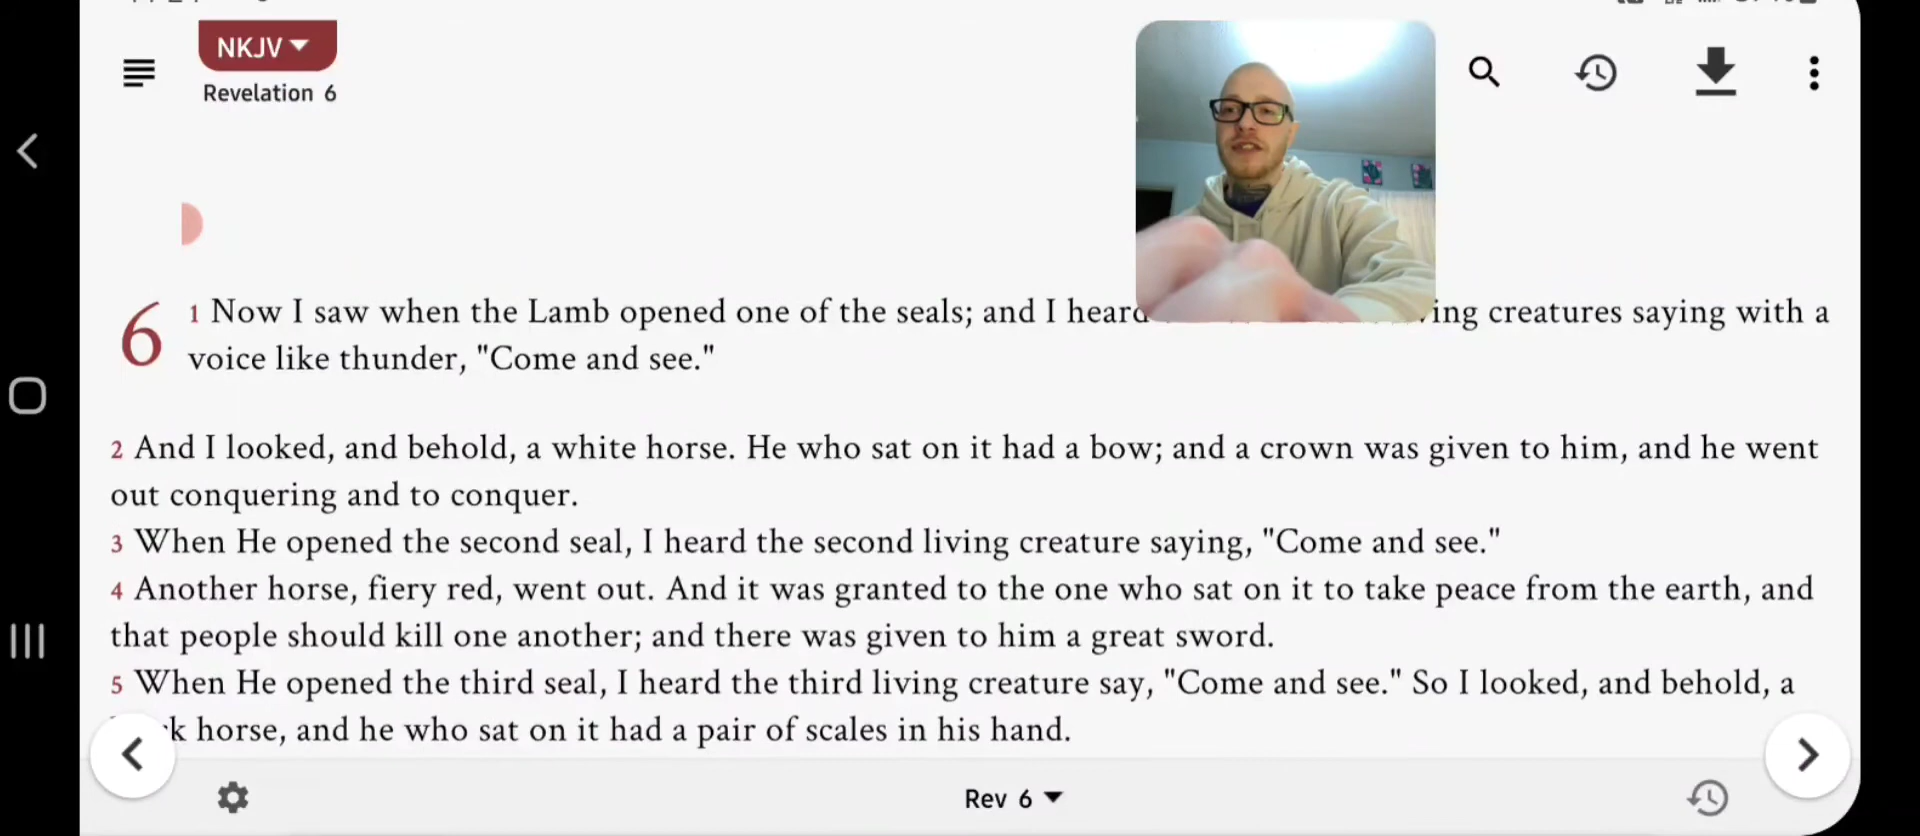 NKJV
Revelation 6
6
1 Now I saw when the Lamb opened one of the seals; and I heard ing creatures saying with a
voice like thunder, "Come and see."
2 And I looked, and behold, a white horse. He who sat on it had a bow; and a crown was given to him, and he went
out conquering and to conquer.
3 When He opened the second seal, I heard the second living creature saying, "Come and see."
4 Another horse, fiery red, went out. And it was granted to the one who sat on it to take peace from the earth, and
that people should kill one another; and there was given to him a great sword.
5 When He opened the third seal, I heard the third living creature say, "Come and see." So I looked, and behold, a
k horse, and he who sat on it had a pair of scales in his hand.
Rev 6